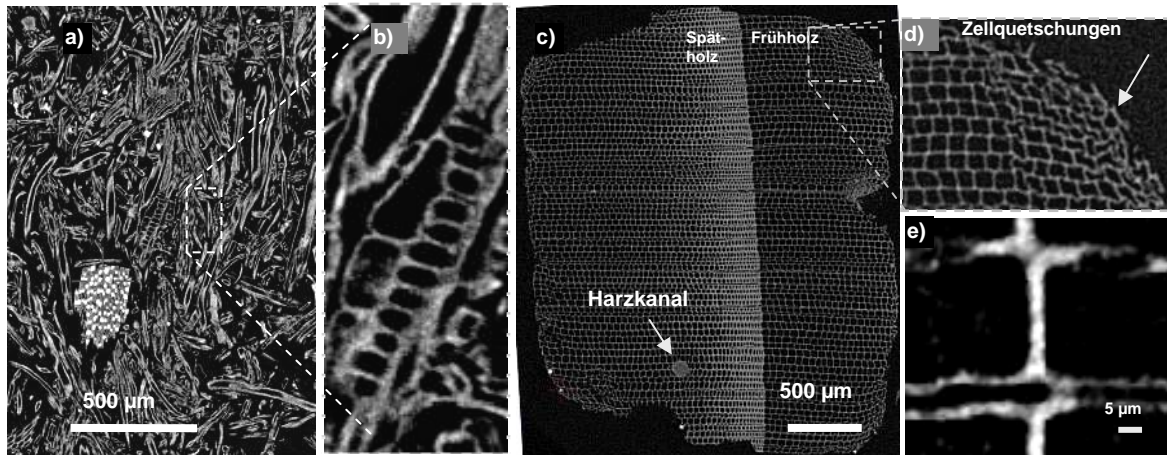 a)
500 µm
b)
c)
Spät-
holz
Frühholz
Harzkanal
500 µm
d)
Zellquetschungen
e)
5 µm